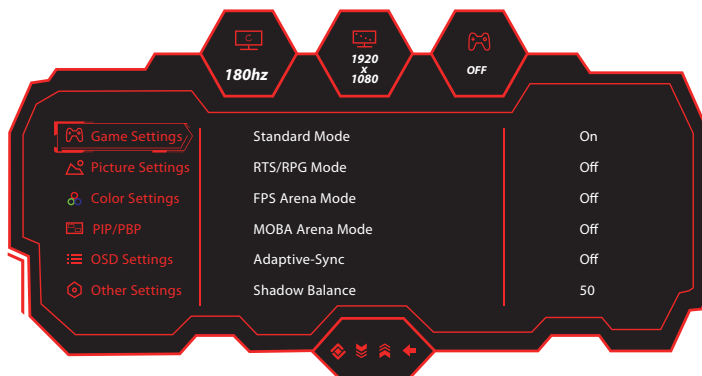 C
180hz
1920
x
1080
OFF
Game Settings Standard Mode On
Picture Settings RTS/RPG Mode Off
Color Settings FPS Arena Mode Off
PIP/PBP MOBA Arena Mode Off
OSD Settings Adaptive-Sync Off
Other Settings Shadow Balance 50